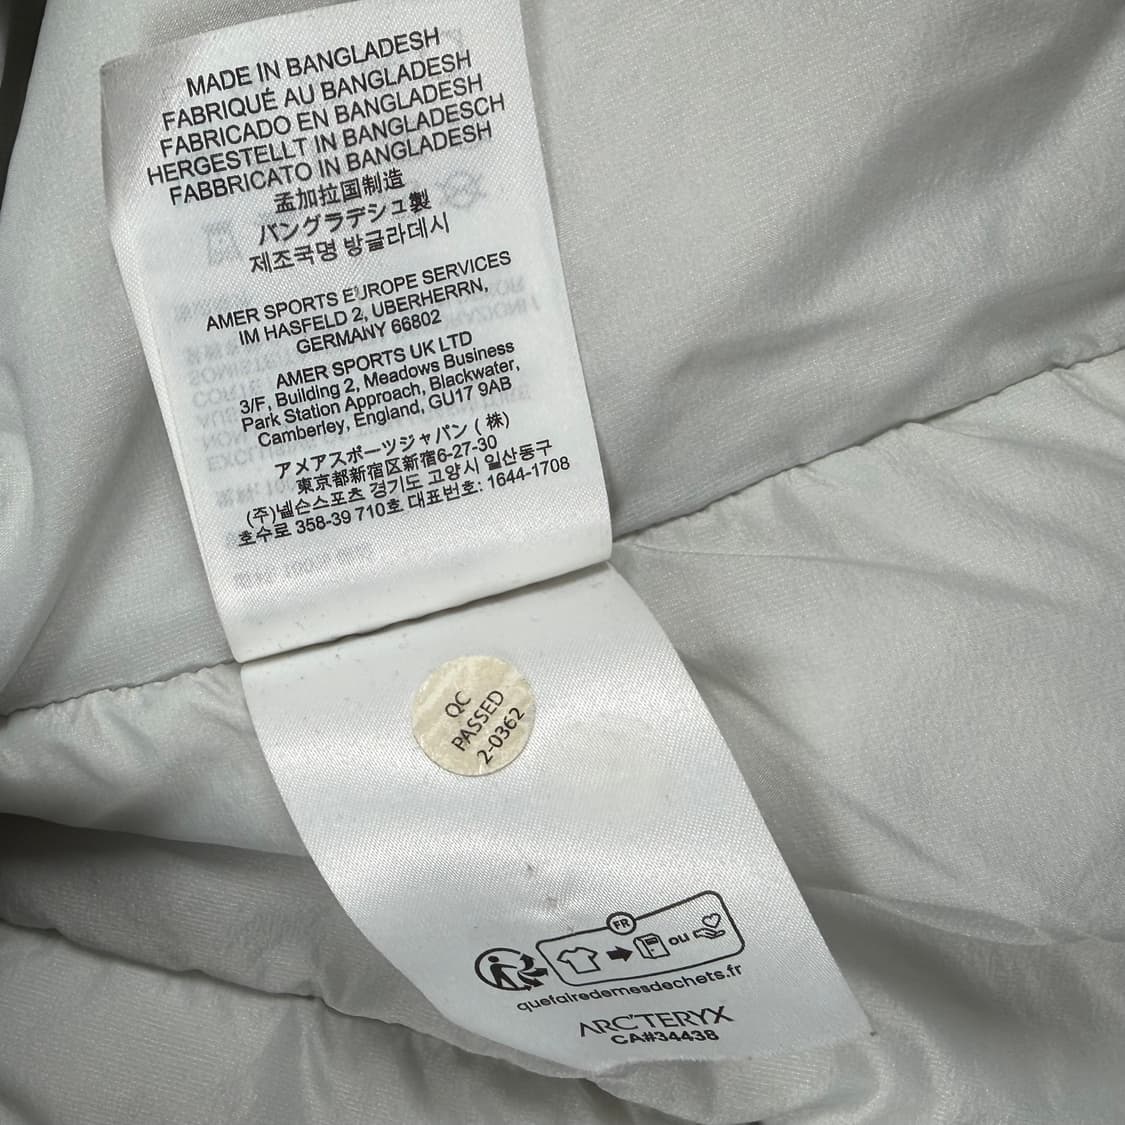 MADE IN BANGLADESH
FABRIQUÉ AU BANGLADESH
FABRICADO EN BANGLADESH
HERGESTELLT IN BANGLADESCH
FABBRICATO IN BANGLADESH
孟加拉国制造
バングラデシュ製
제조국명 방글라데시
AMER SPORTS EUROPE SERVICES
IM HASFELD 2, UBERHERRN,
GERMANY 66802
AMER SPORTS UK LTD
3/F, Building 2, Meadows Business
Park Station Approach, Blackwater,
Camberley, England, GU17 9AB
アメアスポーツジャパン ( 株)
東京都新宿区新宿6-27-30
(주)넬슨스포츠 경기도 고양시 일산동구
호수로 358-39 710호 대표번호: 1644-1708
QC
PASSED
2-0362
FR
ou
quefairedemesdechets.fr
ARC'TERYX
CA#34438